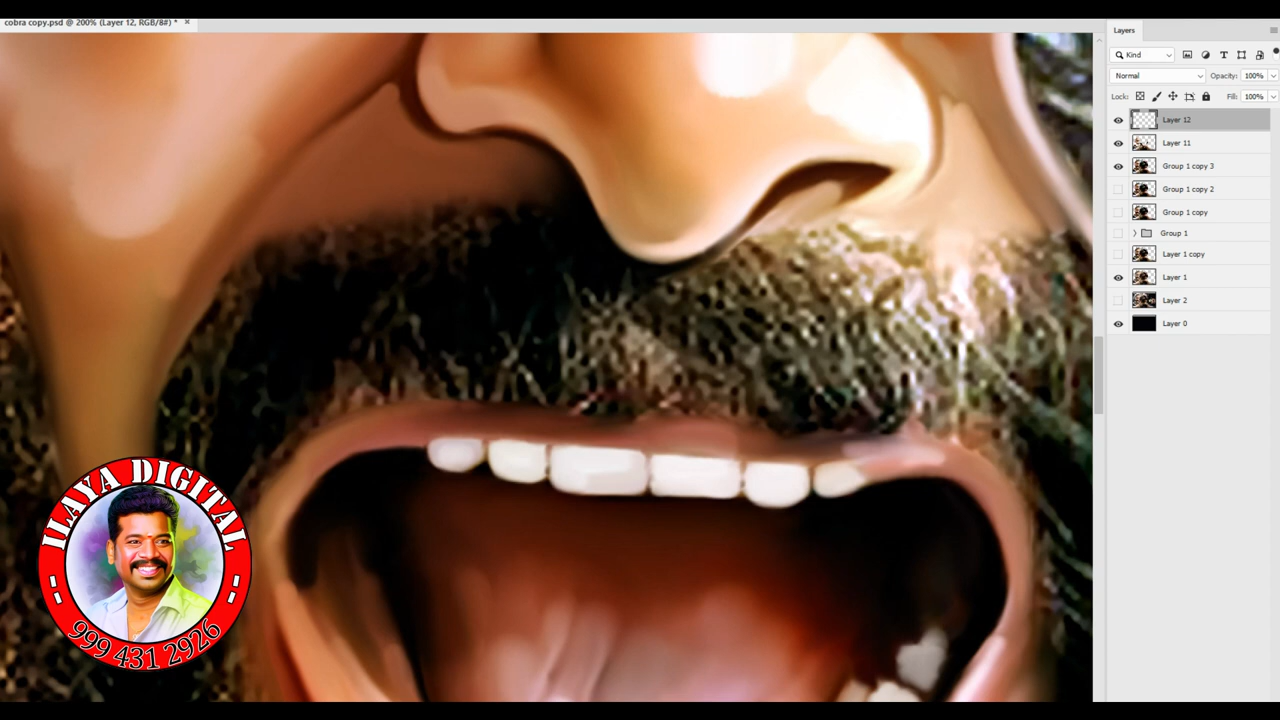 cobra copy.psd @ 200% (Layer 12, RGB/8#) *
Layers
Kind
Normal
Opacity: 100%
Lock:
Fill: 100%
Layer 12
Layer 11
Group 1 copy 3
Group 1 copy 2
Group 1 copy
Group 1
Layer 1 copy
Layer 1
Layer 2
Layer 0
ILAYA DIGITAL
999 431 2926